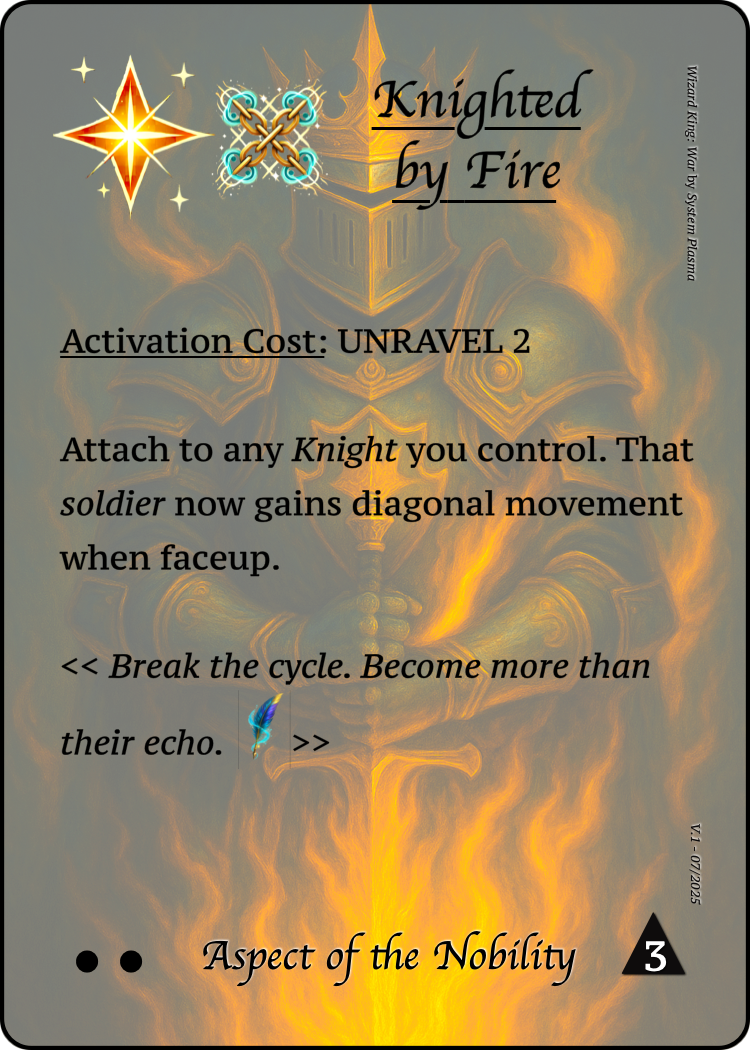 Knighted
by Fire
Wizard King: War by System Plasma
Activation Cost: UNRAVEL 2
Attach to any Knight you control. That
soldier now gains diagonal movement
when faceup.
<< Break the cycle. Become more than
their echo. >>
V.1 - 07/2025
Aspect of the Nobility
3